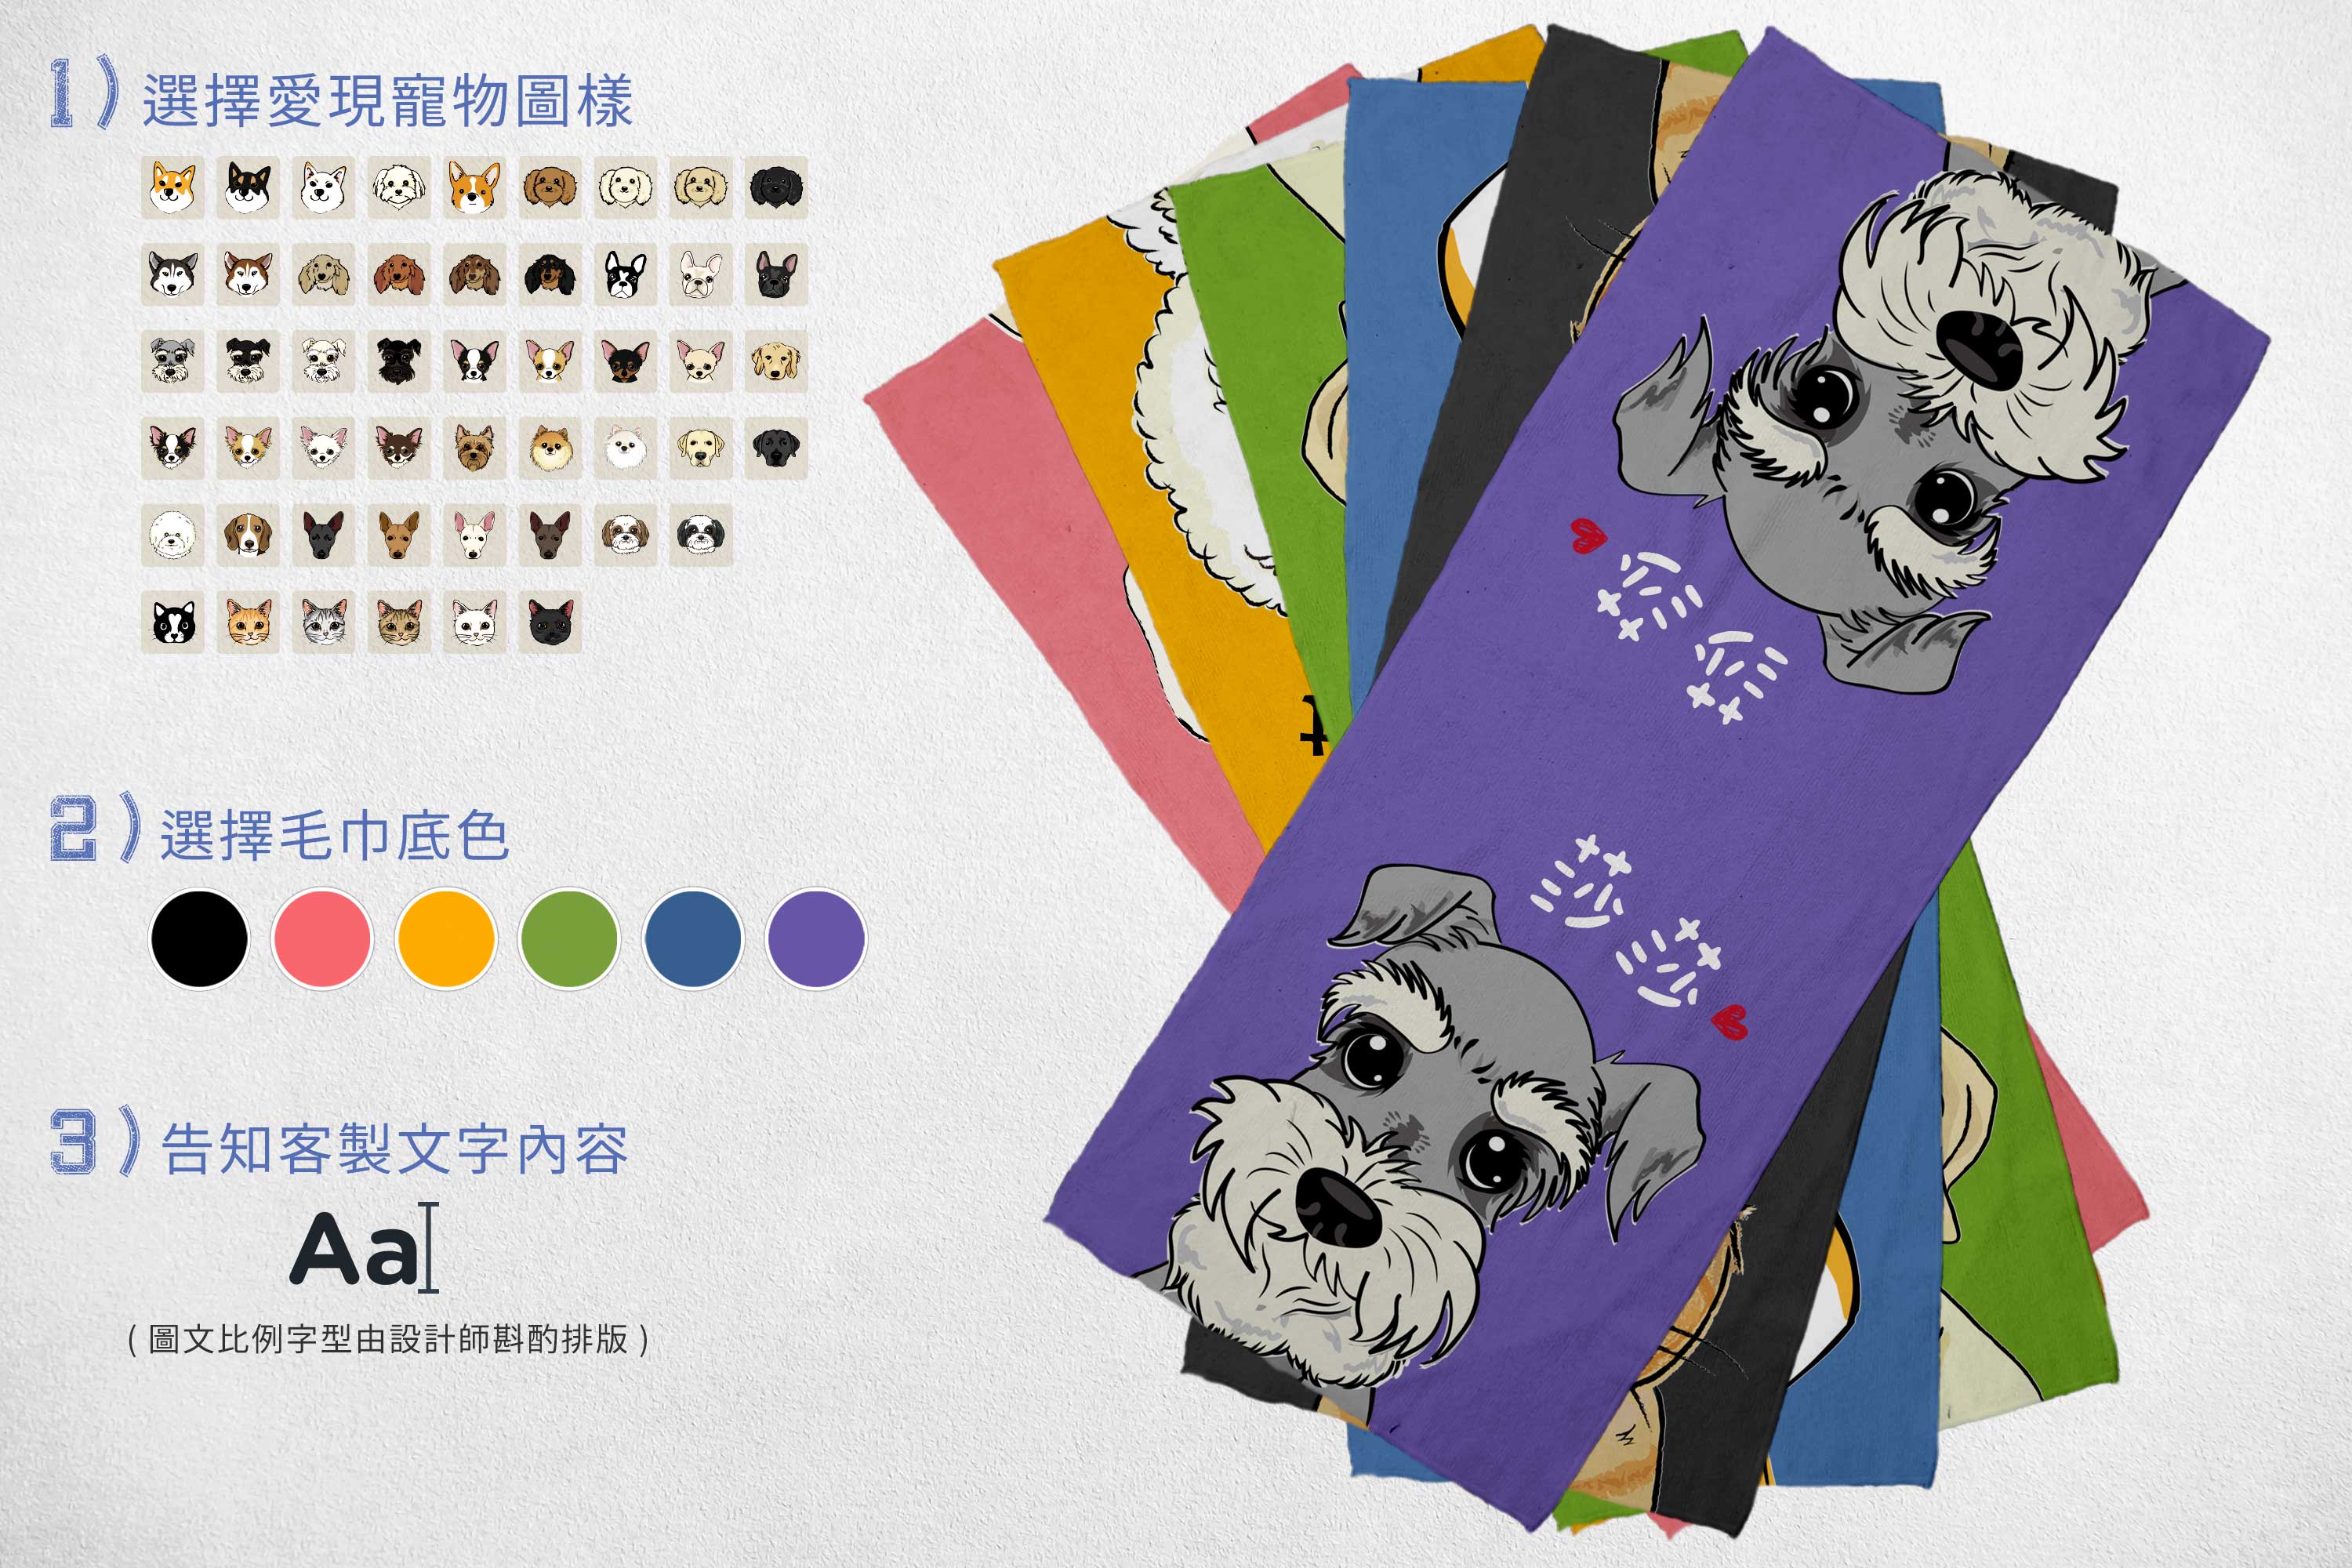 1) 選擇愛現寵物圖樣
2) 選擇毛巾底色
3) 告知客製文字內容
Aa
( 圖文比例字型由設計師斟酌排版 )
莎莎
莎莎
t